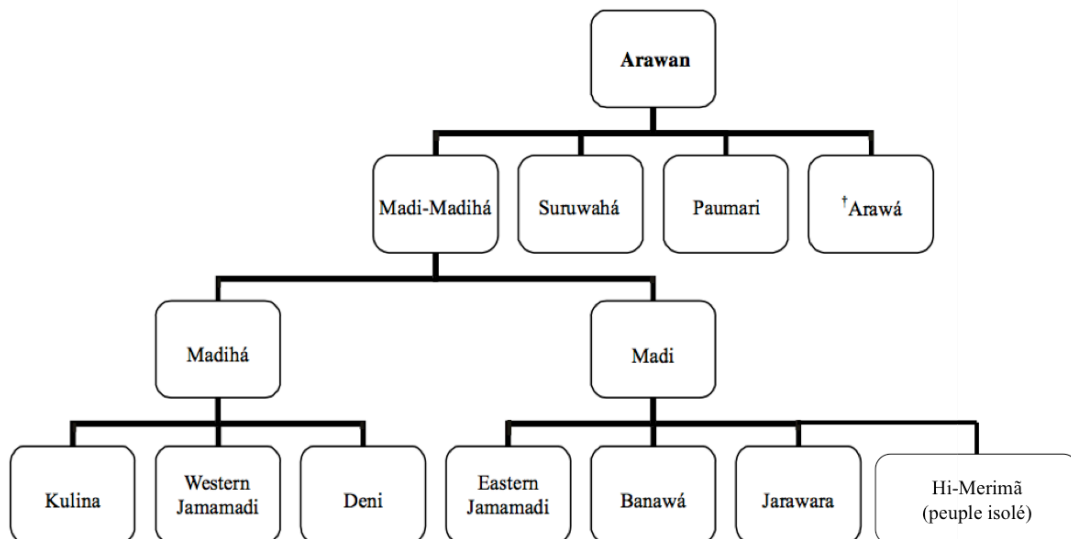 Arawan
Madi-Madihá
Suruwahá
Paumari
†Arawá
Madihá
Madi
Kulina
Western
Jamamadi
Deni
Eastern
Jamamadi
Banawá
Jarawara
Hi-Merimã
(peuple isolé)